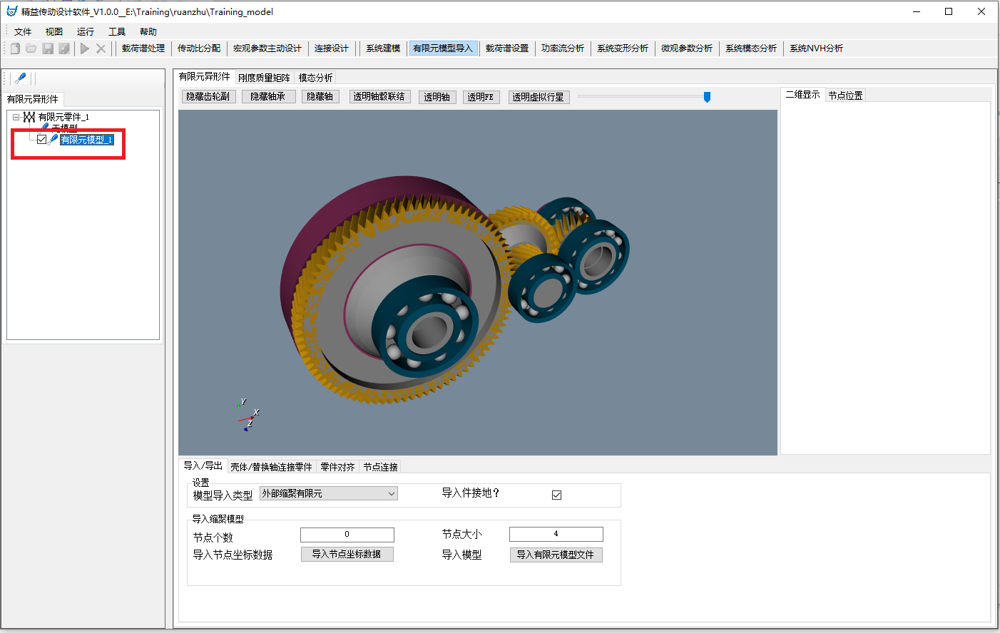 精益传动设计软件_V1.0.0__E:\Training\ruanzhu\Training_model
文件 视图 运行 工具 帮助
载荷谱处理 传动比分配 宏观参数主动设计 连接设计 系统建模 有限元模型导入 载荷谱设置 功率流分析 系统变形分析 微观参数分析 系统模态分析 系统NVH分析
有限元异形件
有限元零件_1
无模型
有限元模型_1
有限元异形件 刚度质量矩阵 模态分析
隐藏齿轮副 隐藏轴承 隐藏轴 透明轴毂联结 透明轴 透明FE 透明虚拟行星
Y
X
Z
二维显示 节点位置
导入/导出 壳体/替换轴连接零件 零件对齐 节点连接
设置
模型导入类型 外部缩聚有限元 导入件接地?
导入缩聚模型
节点个数 0 节点大小 4
导入节点坐标数据 导入节点坐标数据 导入模型 导入有限元模型文件